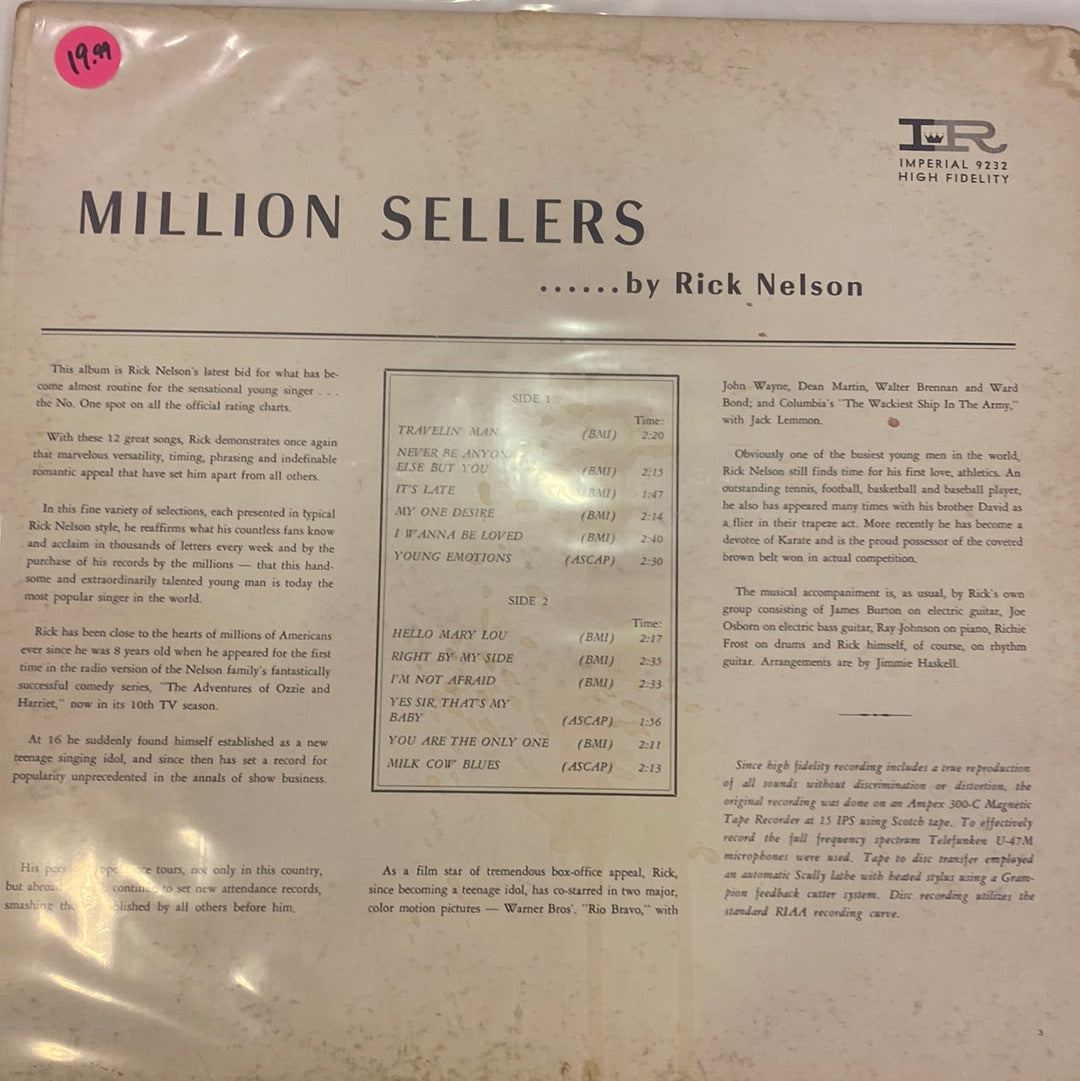 19.99
IR
IMPERIAL 9232
HIGH FIDELITY
MILLION SELLERS
......by Rick Nelson
This album is Rick Nelson's latest bid for what has be-
come almost routine for the sensational young singer . . .
the No. One spot on all the official rating charts.
With these 12 great songs, Rick demonstrates once again
that marvelous versatility, timing, phrasing and indefinable
romantic appeal that have set him apart from all others.
In this fine variety of selections, each presented in typical
Rick Nelson style, he reaffirms what his countless fans know
and acclaim in thousands of letters every week and by the
purchase of his records by the millions — that this hand-
some and extraordinarily talented young man is today the
most popular singer in the world.
Rick has been close to the hearts of millions of Americans
ever since he was 8 years old when he appeared for the first
time in the radio version of the Nelson family's fantastically
successful comedy series, "The Adventures of Ozzie and
Harriet," now in its 10th TV season.
At 16 he suddenly found himself established as a new
teenage singing idol, and since then has set a record for
popularity unprecedented in the annals of show business.
His tours, not only in this country,
but continue to set new attendance records,
smashing by all others before him.
SIDE 1
Time:
TRAVELIN' MAN (BMI) 2:20
NEVER BE ANYONE
ELSE BUT YOU (BMI) 2:15
IT'S LATE (BMI) 1:47
MY ONE DESIRE (BMI) 2:14
I WANNA BE LOVED (BMI) 2:40
YOUNG EMOTIONS (ASCAP) 2:30
SIDE 2
Time:
HELLO MARY LOU (BMI) 2:17
RIGHT BY MY SIDE (BMI) 2:35
I'M NOT AFRAID (BMI) 2:33
YES SIR, THAT'S MY
BABY (ASCAP) 1:56
YOU ARE THE ONLY ONE (BMI) 2:11
MILK COW BLUES (ASCAP) 2:13
As a film star of tremendous box-office appeal, Rick,
since becoming a teenage idol, has co-starred in two major,
color motion pictures — Warner Bros'. "Rio Bravo," with
John Wayne, Dean Martin, Walter Brennan and Ward
Bond; and Columbia's "The Wackiest Ship In The Army,"
with Jack Lemmon.
Obviously one of the busiest young men in the world,
Rick Nelson still finds time for his first love, athletics. An
outstanding tennis, football, basketball and baseball player,
he also has appeared many times with his brother David as
a flier in their trapeze act. More recently he has become a
devotee of Karate and is the proud possessor of the coveted
brown belt won in actual competition.
The musical accompaniment is, as usual, by Rick's own
group consisting of James Burton on electric guitar, Joe
Osborn on electric bass guitar, Ray Johnson on piano, Richie
Frost on drums and Rick himself, of course, on rhythm
guitar. Arrangements are by Jimmie Haskell.
Since high fidelity recording includes a true reproduction
of all sounds without discrimination or distortion, the
original recording was done on an Ampex 300-C Magnetic
Tape Recorder at 15 IPS using Scotch tape. To effectively
record the full frequency spectrum Telefunken U-47M
microphones were used. Tape to disc transfer employed
an automatic Scully lathe with heated stylus using a Gram-
pion feedback cutter system. Disc recording utilizes the
standard RIAA recording curve.
3